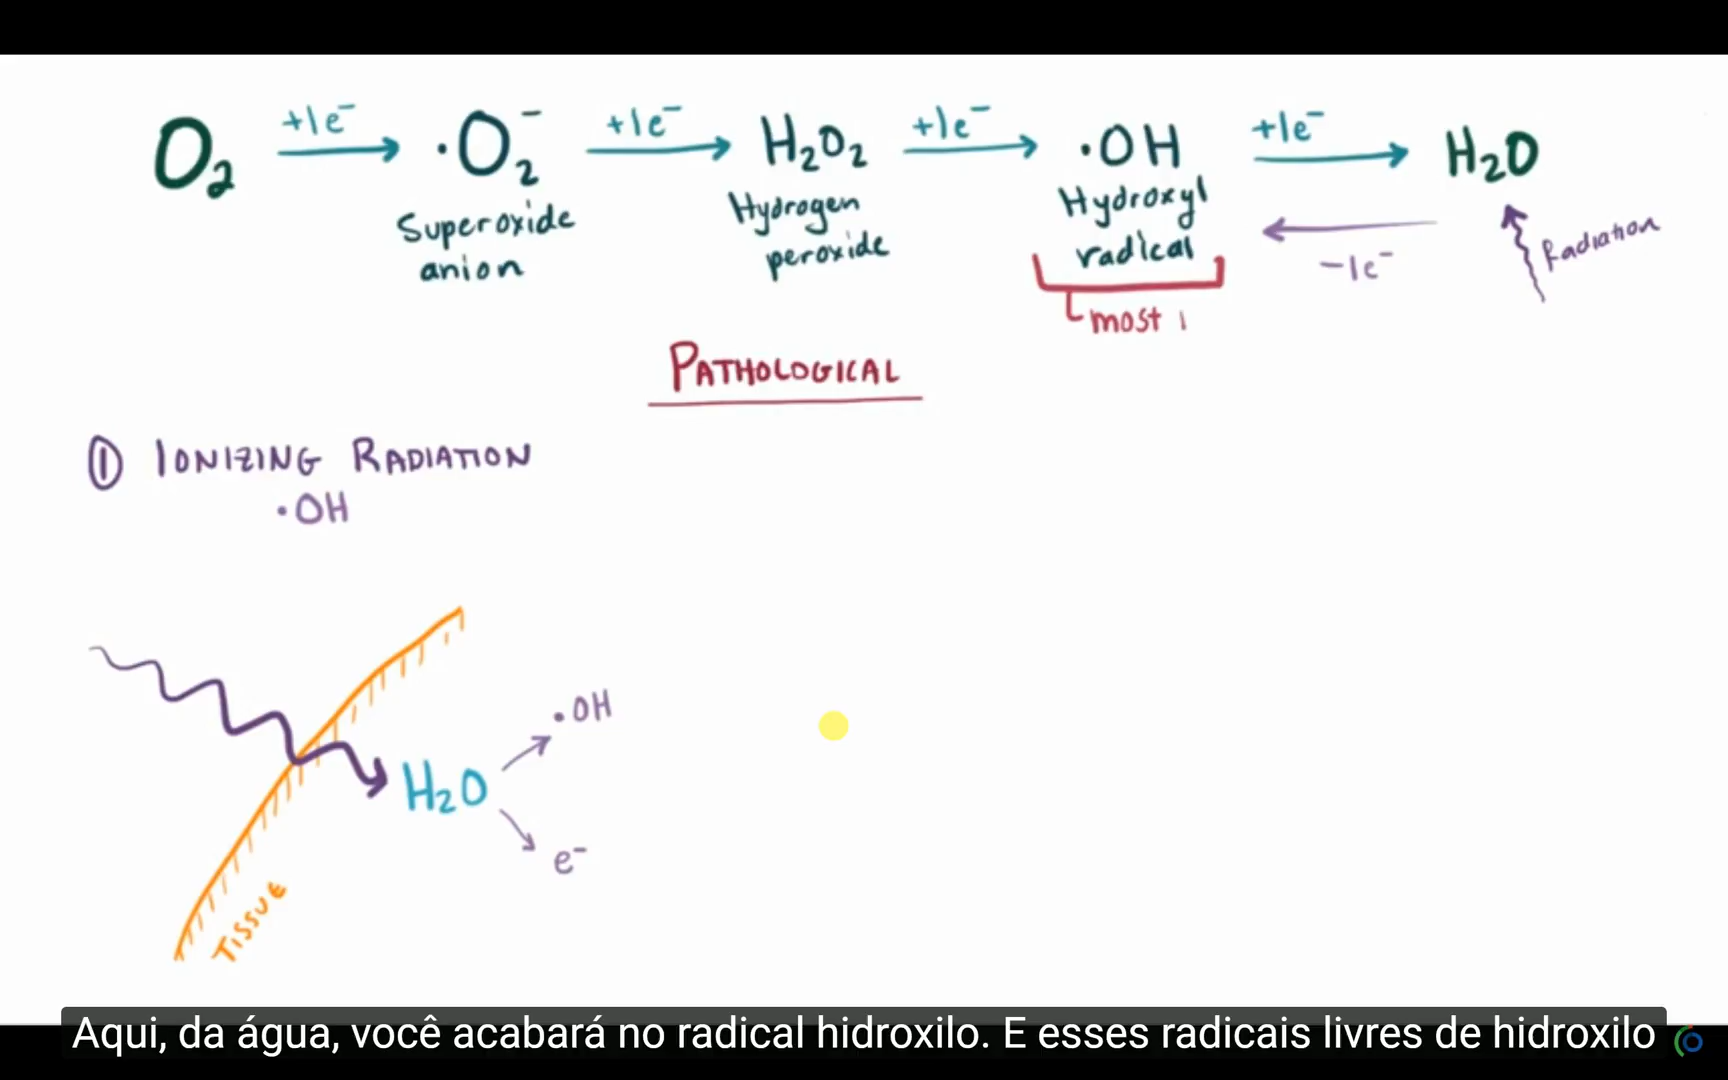 O₂ +1e⁻ ·O₂⁻ +1e⁻ H₂O₂ +1e⁻ ·OH +1e⁻ H₂O
Superoxide
anion
Hydrogen
peroxide
Hydroxyl
radical
-1e⁻
Radiation
most
PATHOLOGICAL
① IONIZING RADIATION
·OH
·OH
H₂O
e⁻
TISSUE
Aqui, da água, você acabará no radical hidroxilo. E esses radicais livres de hidroxilo